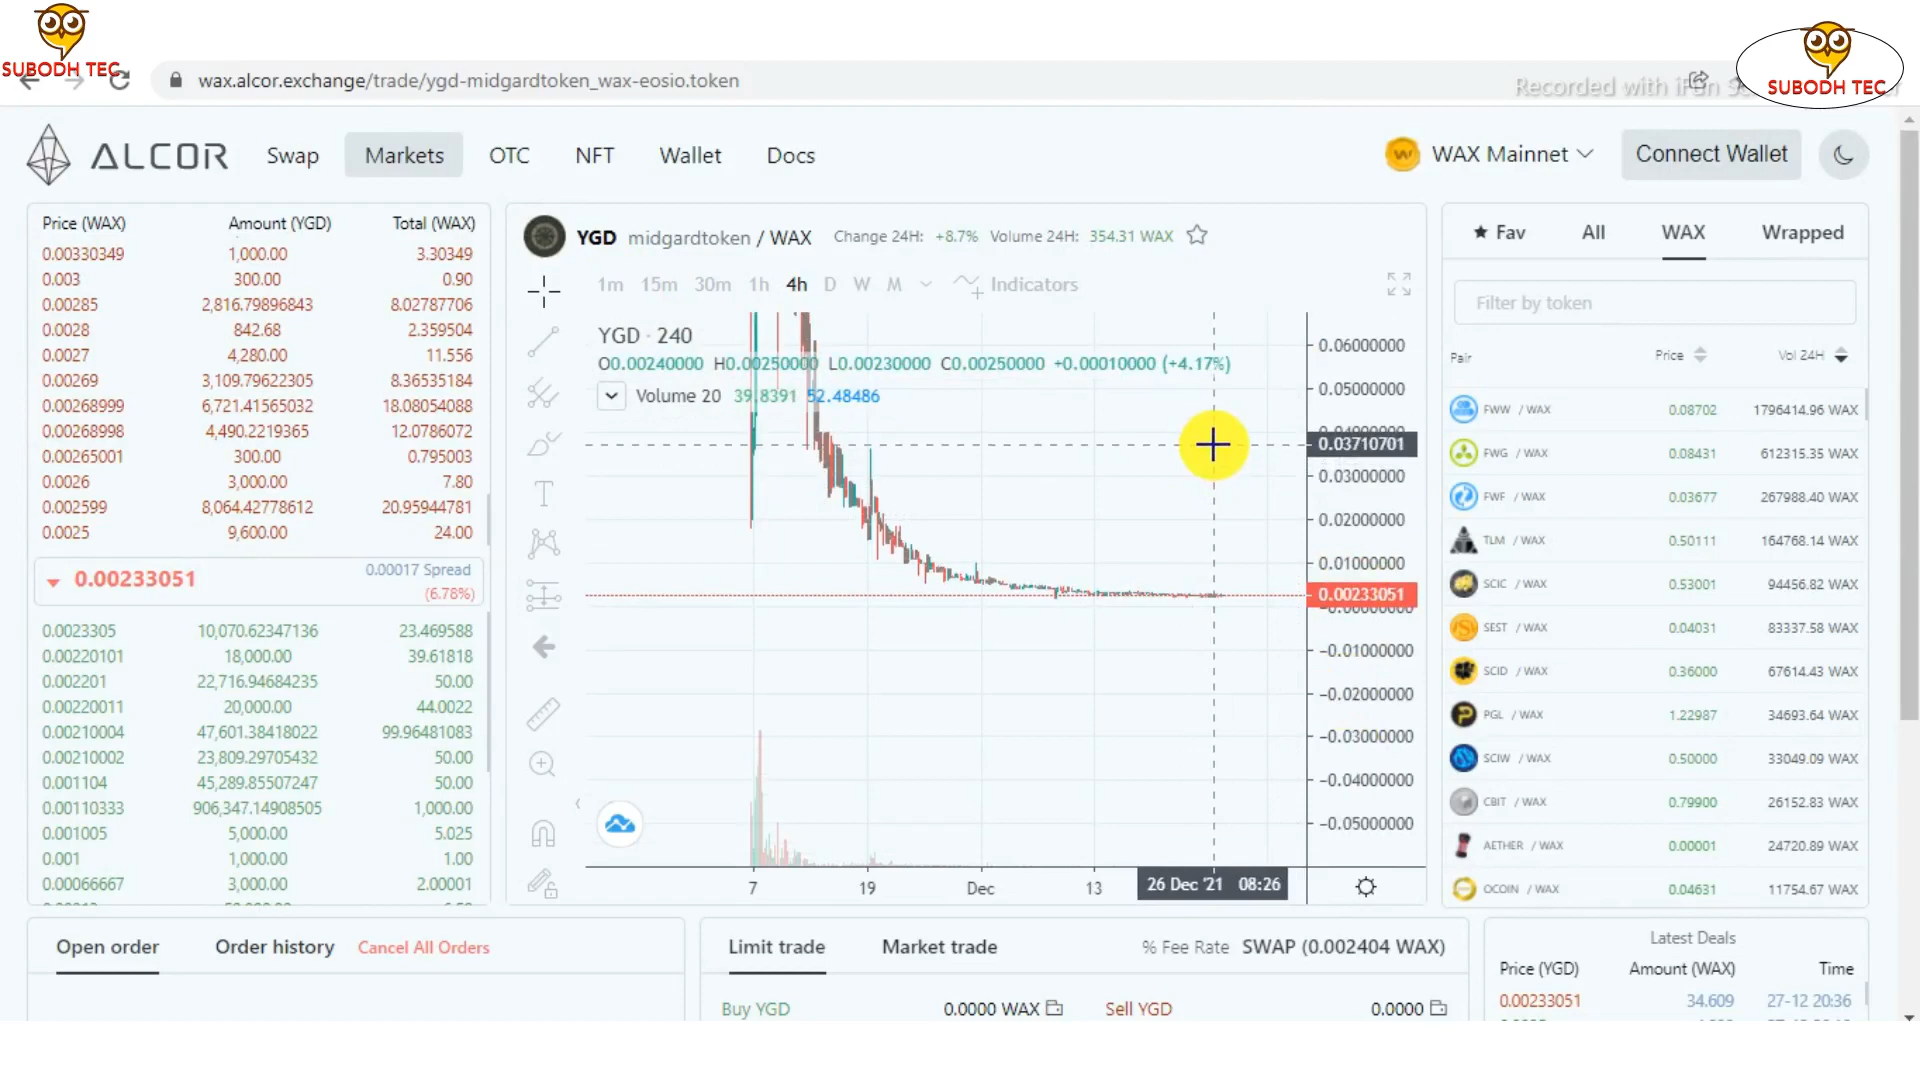 SUBODH TEC
wax.alcor.exchange/trade/ygd-midgardtoken_wax-eosio.token
Recorded with iFun
SUBODH TEC
ALCOR Swap Markets OTC NFT Wallet Docs WAX Mainnet Connect Wallet
Price (WAX) Amount (YGD) Total (WAX)
0.00330349 1,000.00 3.30349
0.003 300.00 0.90
0.00285 2,816.79896843 8.02787706
0.0028 842.68 2.359504
0.0027 4,280.00 11.556
0.00269 3,109.79622305 8.36535184
0.00268999 6,721.41565032 18.08054088
0.00268998 4,490.2219365 12.0786072
0.00265001 300.00 0.795003
0.0026 3,000.00 7.80
0.002599 8,064.42778612 20.95944781
0.0025 9,600.00 24.00
0.00233051 0.00017 Spread
(6.78%)
0.0023305 10,070.62347136 23.469588
0.00220101 18,000.00 39.61818
0.002201 22,716.94684235 50.00
0.00220011 20,000.00 44.0022
0.00210004 47,601.38418022 99.96481083
0.00210002 23,809.29705432 50.00
0.001104 45,289.85507247 50.00
0.00110333 906,347.14908505 1,000.00
0.001005 5,000.00 5.025
0.001 1,000.00 1.00
0.00066667 3,000.00 2.00001
YGD midgardtoken / WAX Change 24H: +8.7% Volume 24H: 354.31 WAX
1m 15m 30m 1h 4h D W M Indicators
YGD · 240
O0.00240000 H0.00250000 L0.00230000 C0.00250000 +0.00010000 (+4.17%)
Volume 20 39.8391 52.48486
0.06000000
0.05000000
0.03710701
0.03000000
0.02000000
0.01000000
0.00233051
-0.01000000
-0.02000000
-0.03000000
-0.04000000
-0.05000000
7 19 Dec 13 26 Dec '21 08:26
Fav All WAX Wrapped
Filter by token
Pair Price Vol 24H
FWW / WAX 0.08702 1796414.96 WAX
FWG / WAX 0.08431 612315.35 WAX
FWF / WAX 0.03677 267988.40 WAX
TLM / WAX 0.50111 164768.14 WAX
SCIC / WAX 0.53001 94456.82 WAX
SEST / WAX 0.04031 83337.58 WAX
SCID / WAX 0.36000 67614.43 WAX
PGL / WAX 1.22987 34693.64 WAX
SCIW / WAX 0.50000 33049.09 WAX
CBIT / WAX 0.79900 26152.83 WAX
AETHER / WAX 0.00001 24720.89 WAX
OCOIN / WAX 0.04631 11754.67 WAX
Open order Order history Cancel All Orders
Limit trade Market trade % Fee Rate SWAP (0.002404 WAX)
Buy YGD 0.0000 WAX Sell YGD 0.0000
Latest Deals
Price (YGD) Amount (WAX) Time
0.00233051 34.609 27-12 20:36